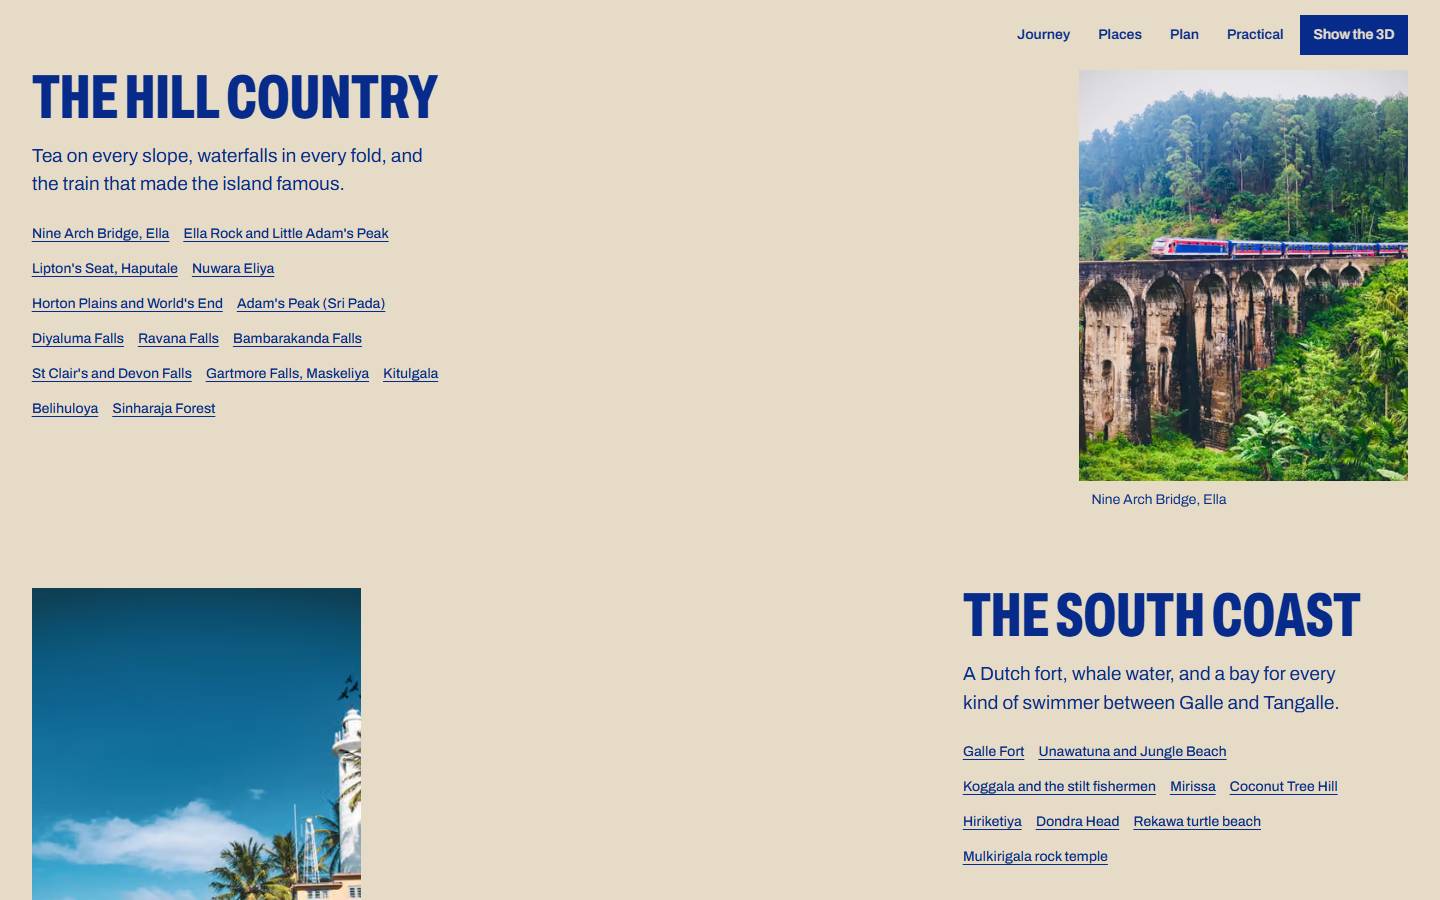 Journey Places Plan Practical Show the 3D
THE HILL COUNTRY
Tea on every slope, waterfalls in every fold, and
the train that made the island famous.
Nine Arch Bridge, Ella Ella Rock and Little Adam's Peak
Lipton's Seat, Haputale Nuwara Eliya
Horton Plains and World's End Adam's Peak (Sri Pada)
Diyaluma Falls Ravana Falls Bambarakanda Falls
St Clair's and Devon Falls Gartmore Falls, Maskeliya Kitulgala
Belihuloya Sinharaja Forest
Nine Arch Bridge, Ella
THE SOUTH COAST
A Dutch fort, whale water, and a bay for every
kind of swimmer between Galle and Tangalle.
Galle Fort Unawatuna and Jungle Beach
Koggala and the stilt fishermen Mirissa Coconut Tree Hill
Hiriketiya Dondra Head Rekawa turtle beach
Mulkirigala rock temple